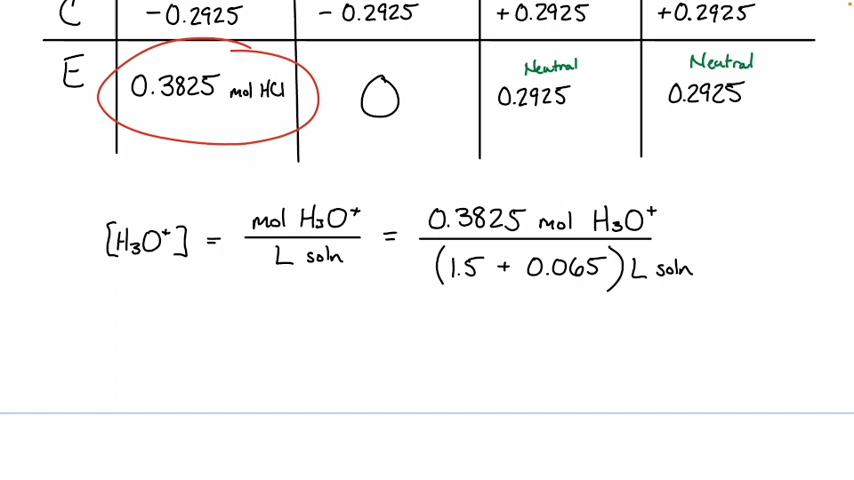 C -0.2925 - 0.2925 +0.2925 +0.2925
E 0.3825 mol HCl 0 Neutral 0.2925 Neutral 0.2925
[H₃O⁺] = mol H₃O⁺ / L soln = 0.3825 mol H₃O⁺ / (1.5 + 0.065) L soln